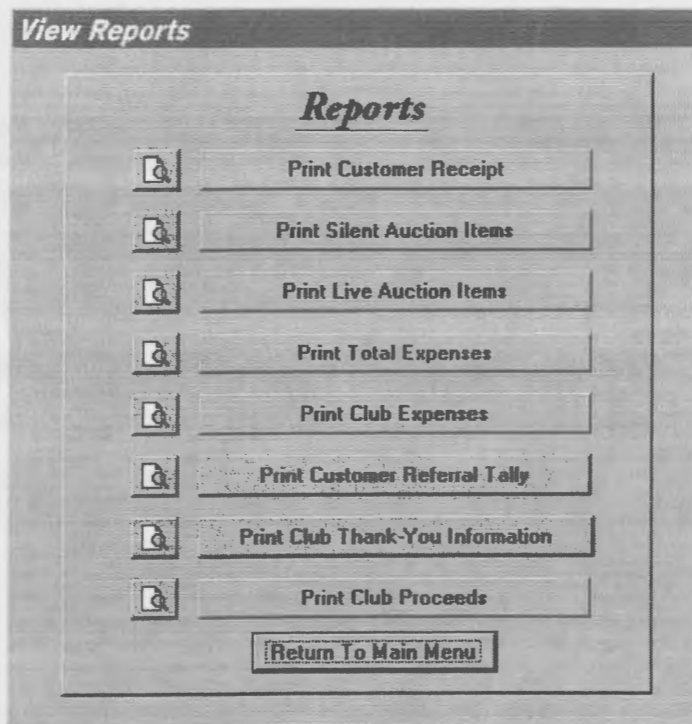 View Reports
Reports
Print Customer Receipt
Print Silent Auction Items
Print Live Auction Items
Print Total Expenses
Print Club Expenses
Print Customer Referral Tally
Print Club Thank-You Information
Print Club Proceeds
Return To Main Menu